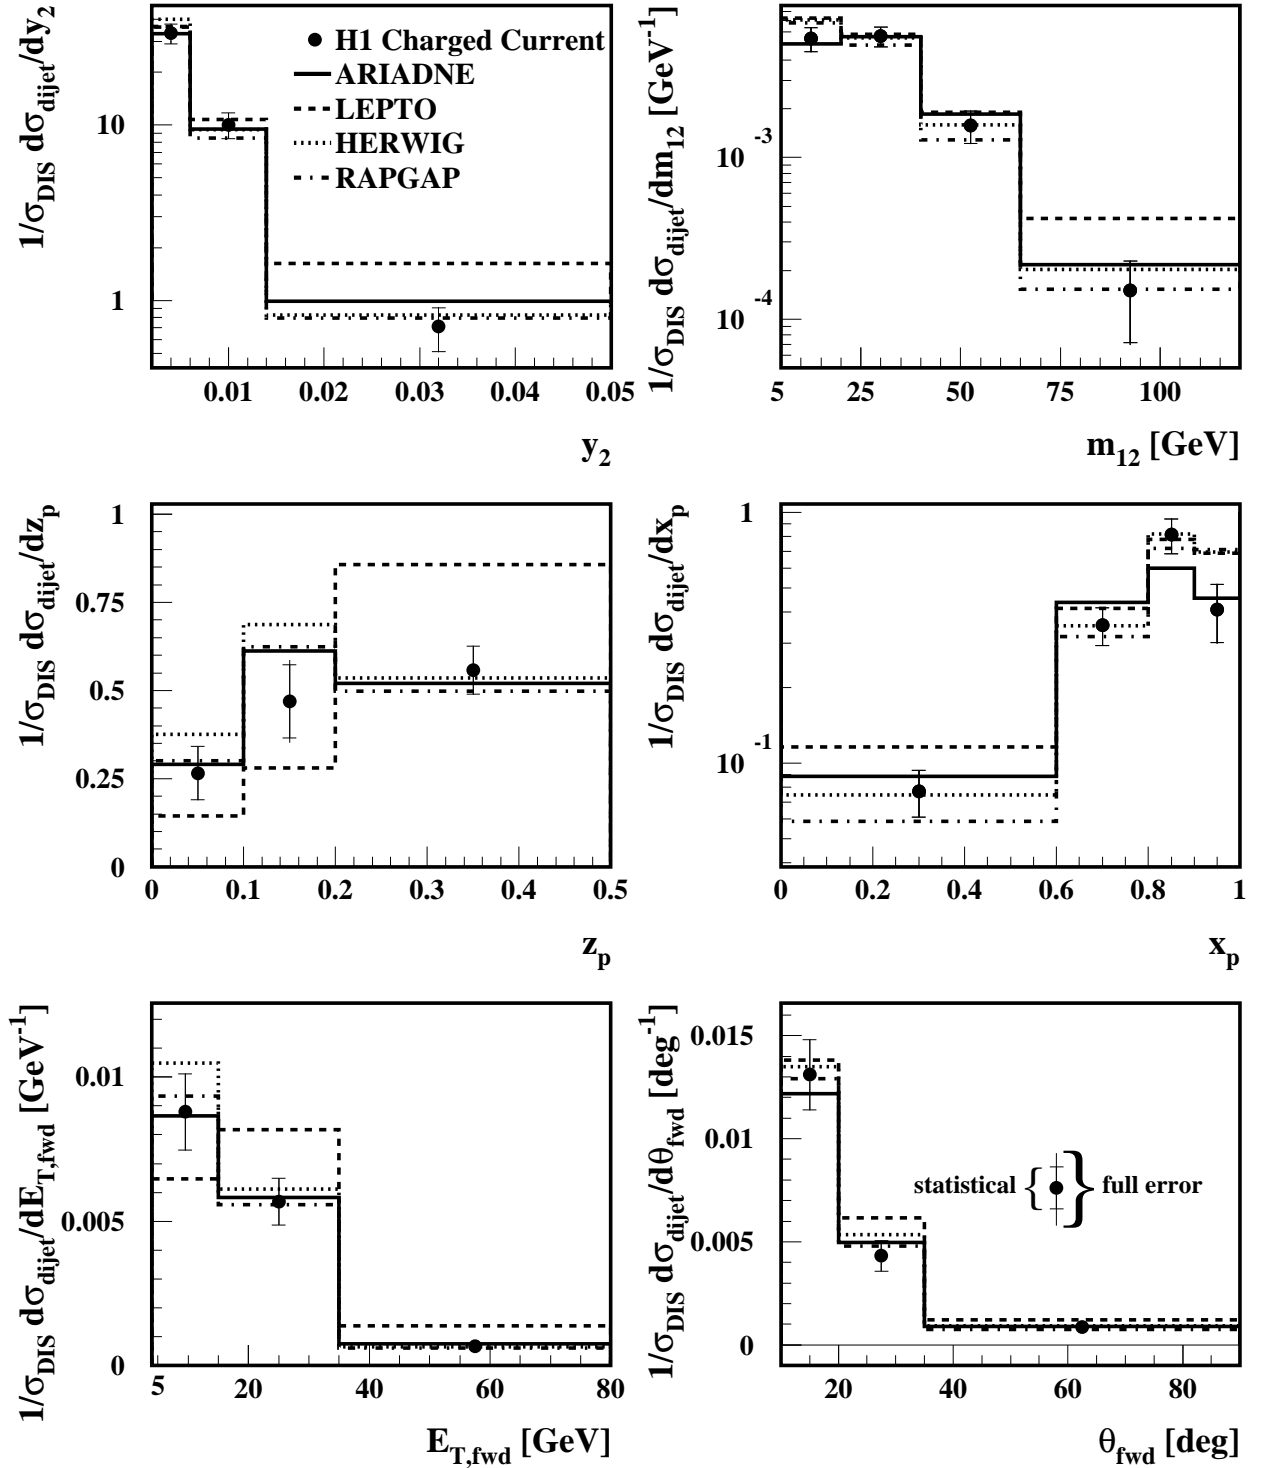 1/σDIS dσdijet/dy2
10
1
H1 Charged Current
ARIADNE
LEPTO
HERWIG
RAPGAP
0.01 0.02 0.03 0.04 0.05
y2
1/σDIS dσdijet/dm12 [GeV-1]
10 -3
10 -4
5 25 50 75 100
m12 [GeV]
1/σDIS dσdijet/dzp
1
0.75
0.5
0.25
0
0 0.1 0.2 0.3 0.4 0.5
zp
1/σDIS dσdijet/dxp
1
10 -1
0 0.2 0.4 0.6 0.8 1
xp
1/σDIS dσdijet/dET,fwd [GeV-1]
0.01
0.005
0
5 20 40 60 80
ET,fwd [GeV]
1/σDIS dσdijet/dθfwd [deg-1]
0.015
0.01
0.005
0
statistical { } full error
20 40 60 80
θfwd [deg]